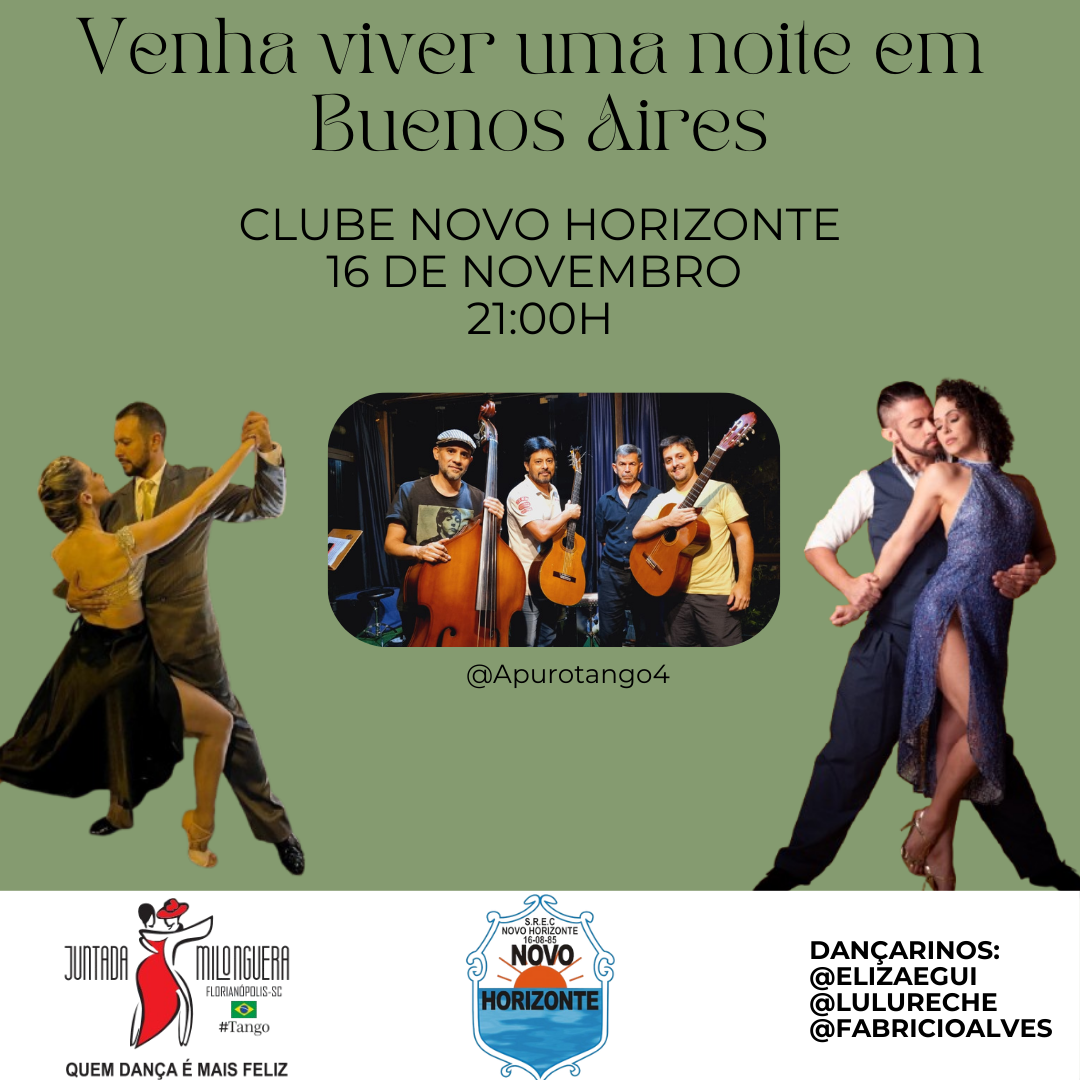 Venha viver uma noite em
Buenos Aires
CLUBE NOVO HORIZONTE
16 DE NOVEMBRO
21:00H
@Apurotango4
JUNTADA MILONGUERA
FLORIANÓPOLIS-SC
#Tango
QUEM DANÇA É MAIS FELIZ
S.R.E.C
NOVO HORIZONTE
16-08-85
NOVO
HORIZONTE
DANÇARINOS:
@ELIZAEGUI
@LULURECHE
@FABRICIOALVES